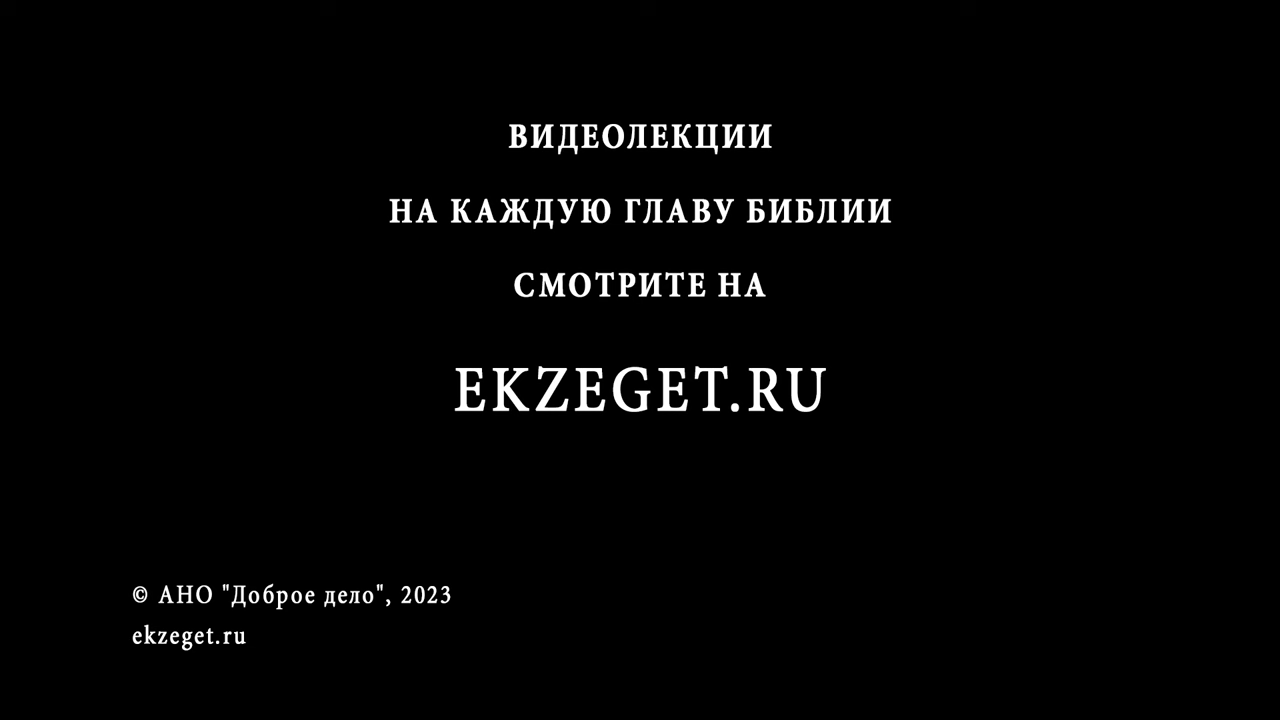 ВИДЕОЛЕКЦИИ
НА КАЖДУЮ ГЛАВУ БИБЛИИ
СМОТРИТЕ НА
EKZEGET.RU
© АНО "Доброе дело", 2023
ekzeget.ru